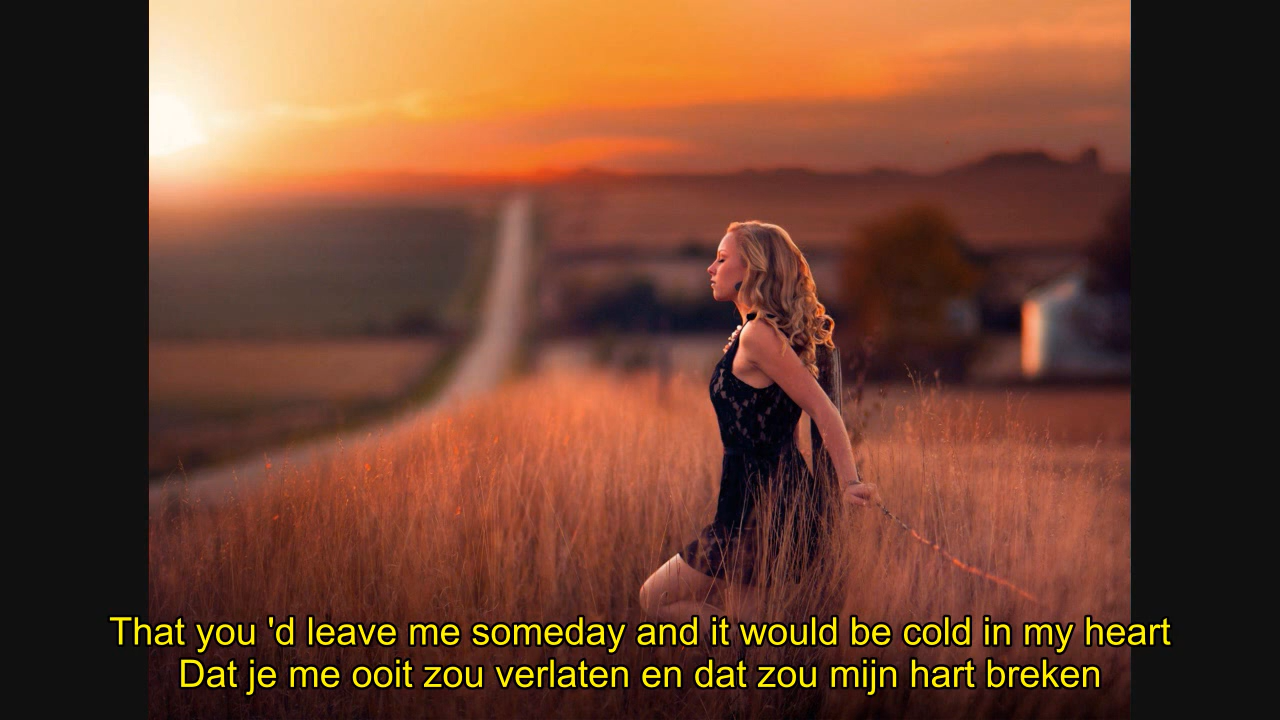 That you 'd leave me someday and it would be cold in my heart
Dat je me ooit zou verlaten en dat zou mijn hart breken